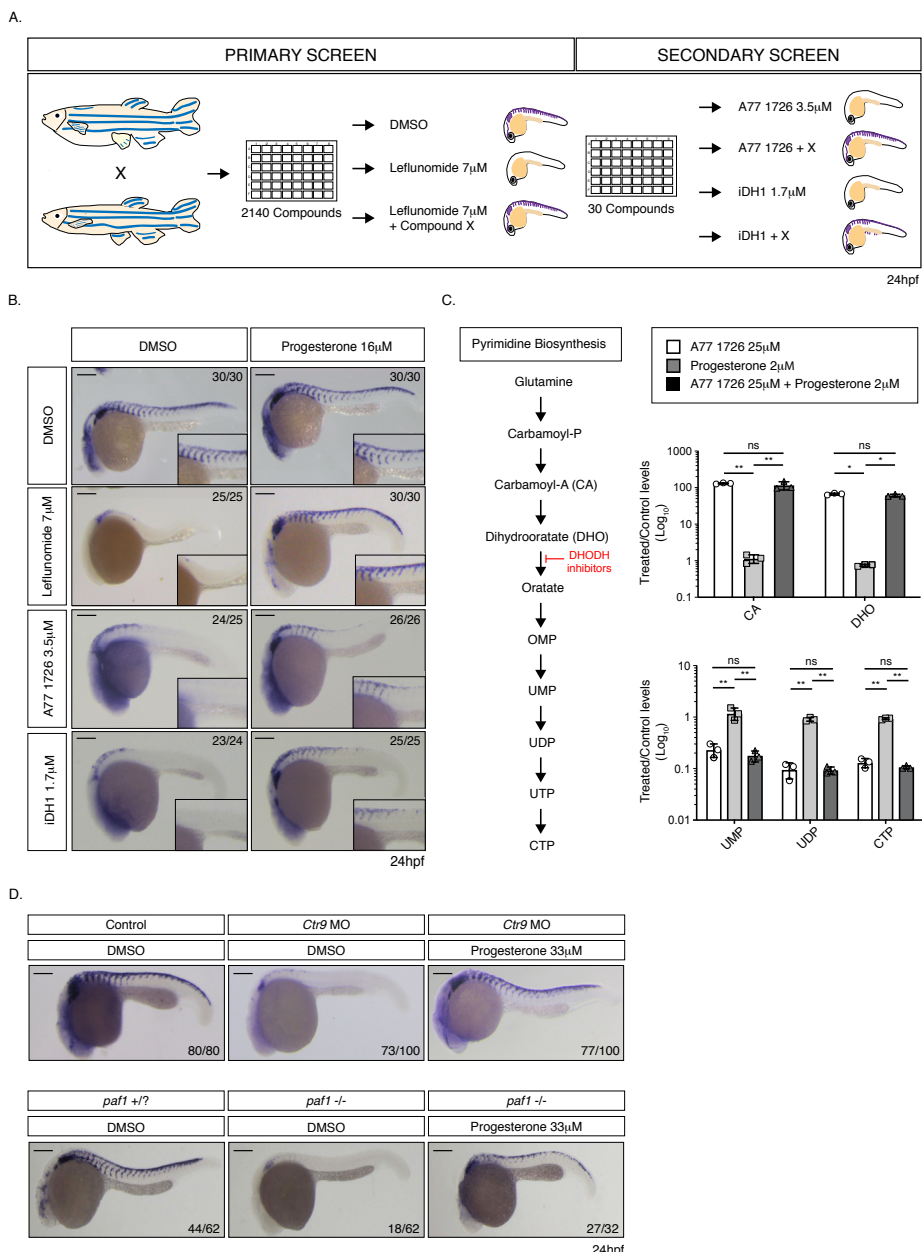 A.
PRIMARY SCREEN
SECONDARY SCREEN
X
2140 Compounds
DMSO
Leflunomide 7μM
Leflunomide 7μM
+ Compound X
30 Compounds
A77 1726 3.5μM
A77 1726 + X
iDH1 1.7μM
iDH1 + X
24hpf
B.
DMSO
Progesterone 16μM
DMSO
30/30
30/30
Leflunomide 7μM
25/25
30/30
A77 1726 3.5μM
24/25
26/26
iDH1 1.7μM
23/24
25/25
24hpf
C.
Pyrimidine Biosynthesis
Glutamine
Carbamoyl-P
Carbamoyl-A (CA)
Dihydrooratate (DHO)
DHODH
inhibitors
Oratate
OMP
UMP
UDP
UTP
CTP
A77 1726 25μM
Progesterone 2μM
A77 1726 25μM + Progesterone 2μM
Treated/Control levels
(Log10)
1000
100
10
1
0.1
ns
** **
ns
* *
CA
DHO
Treated/Control levels
(Log10)
10
1
0.1
0.01
ns
** **
ns
** **
ns
** **
UMP
UDP
CTP
D.
Control
Ctr9 MO
Ctr9 MO
DMSO
DMSO
Progesterone 33μM
80/80
73/100
77/100
paf1 +/?
paf1 -/-
paf1 -/-
DMSO
DMSO
Progesterone 33μM
44/62
18/62
27/32
24hpf